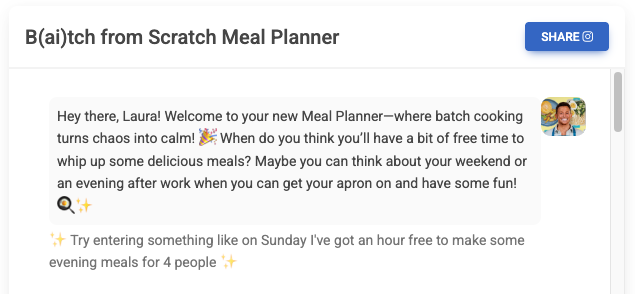 B(ai)tch from Scratch Meal Planner
SHARE
Hey there, Laura! Welcome to your new Meal Planner—where batch cooking
turns chaos into calm! 🎉 When do you think you’ll have a bit of free time to
whip up some delicious meals? Maybe you can think about your weekend or
an evening after work when you can get your apron on and have some fun!
🍳✨
✨ Try entering something like on Sunday I've got an hour free to make some
evening meals for 4 people ✨